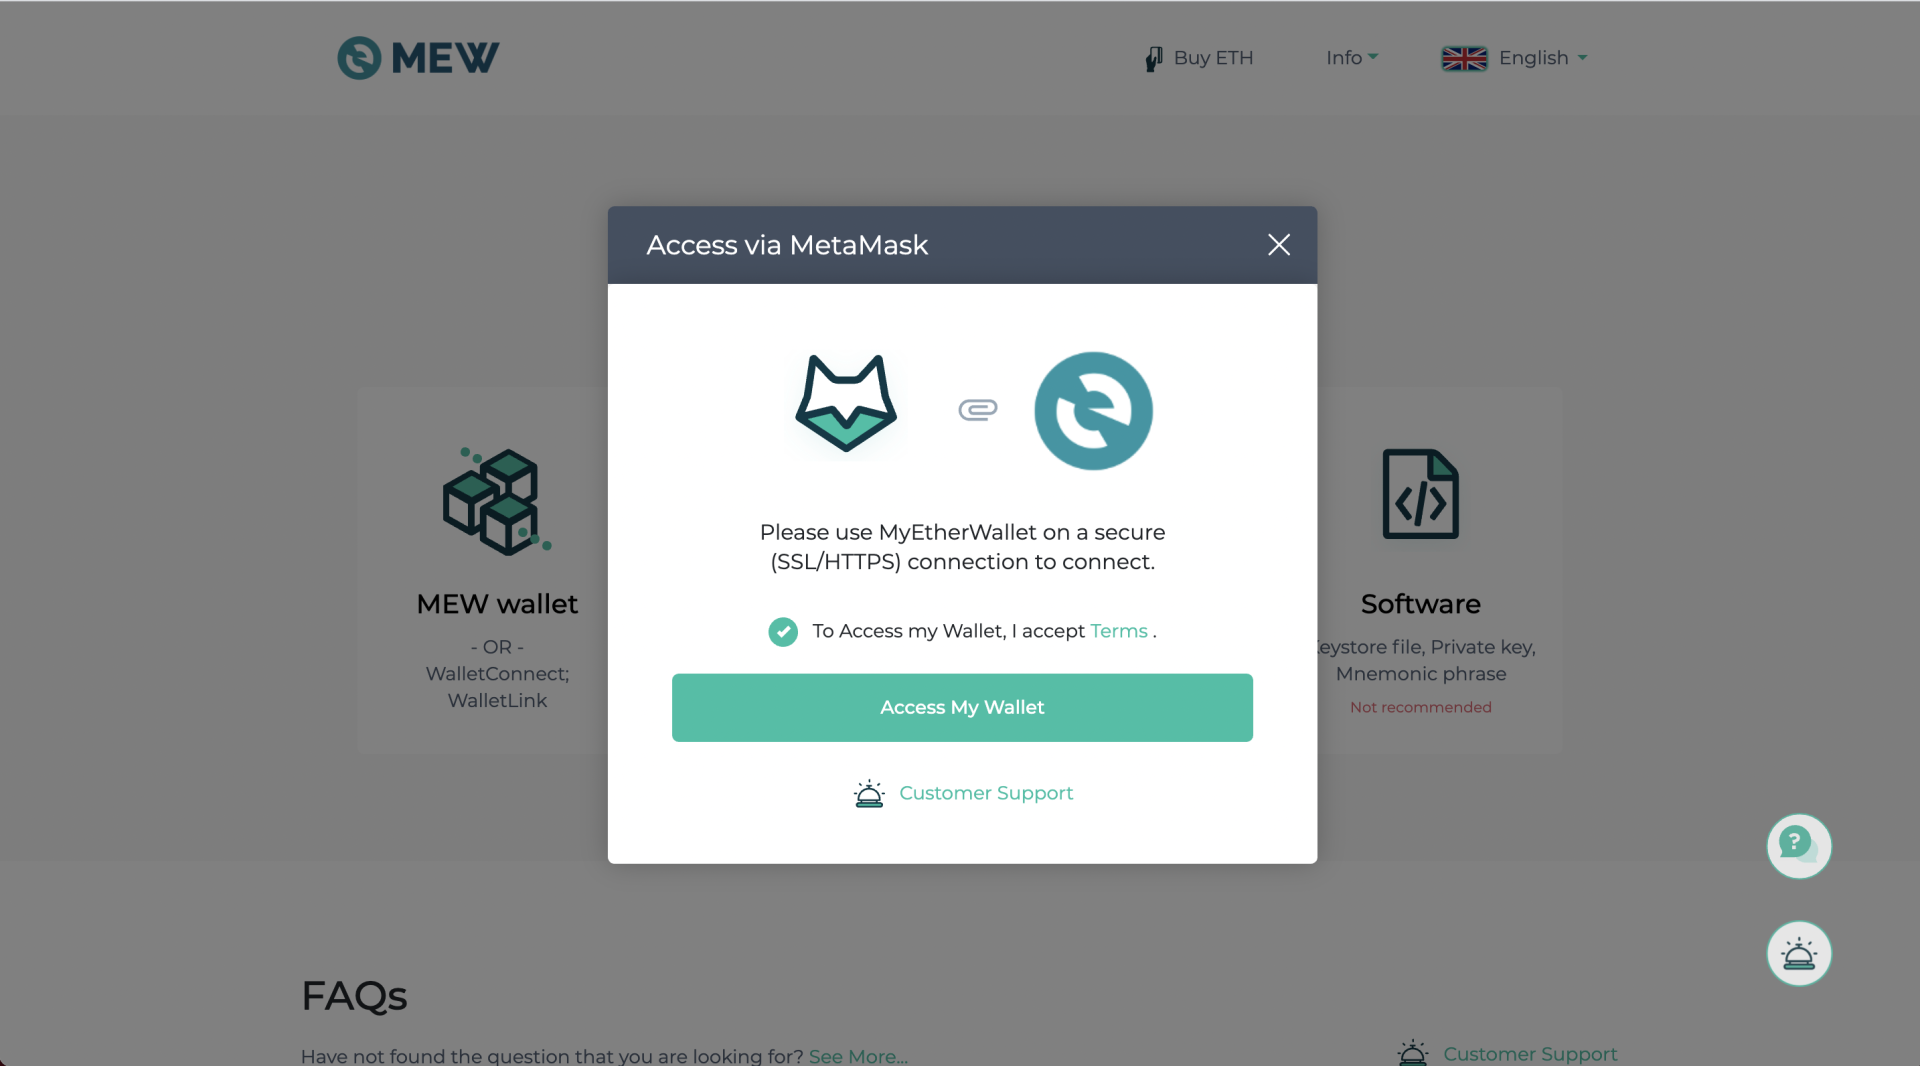 MEW
Buy ETH
Info
English
Access via MetaMask
Please use MyEtherWallet on a secure
(SSL/HTTPS) connection to connect.
To Access my Wallet, I accept Terms .
Access My Wallet
Customer Support
MEW wallet
- OR -
WalletConnect;
WalletLink
Software
Keystore file, Private key,
Mnemonic phrase
Not recommended
?
FAQs
Have not found the question that you are looking for? See More...
Customer Support